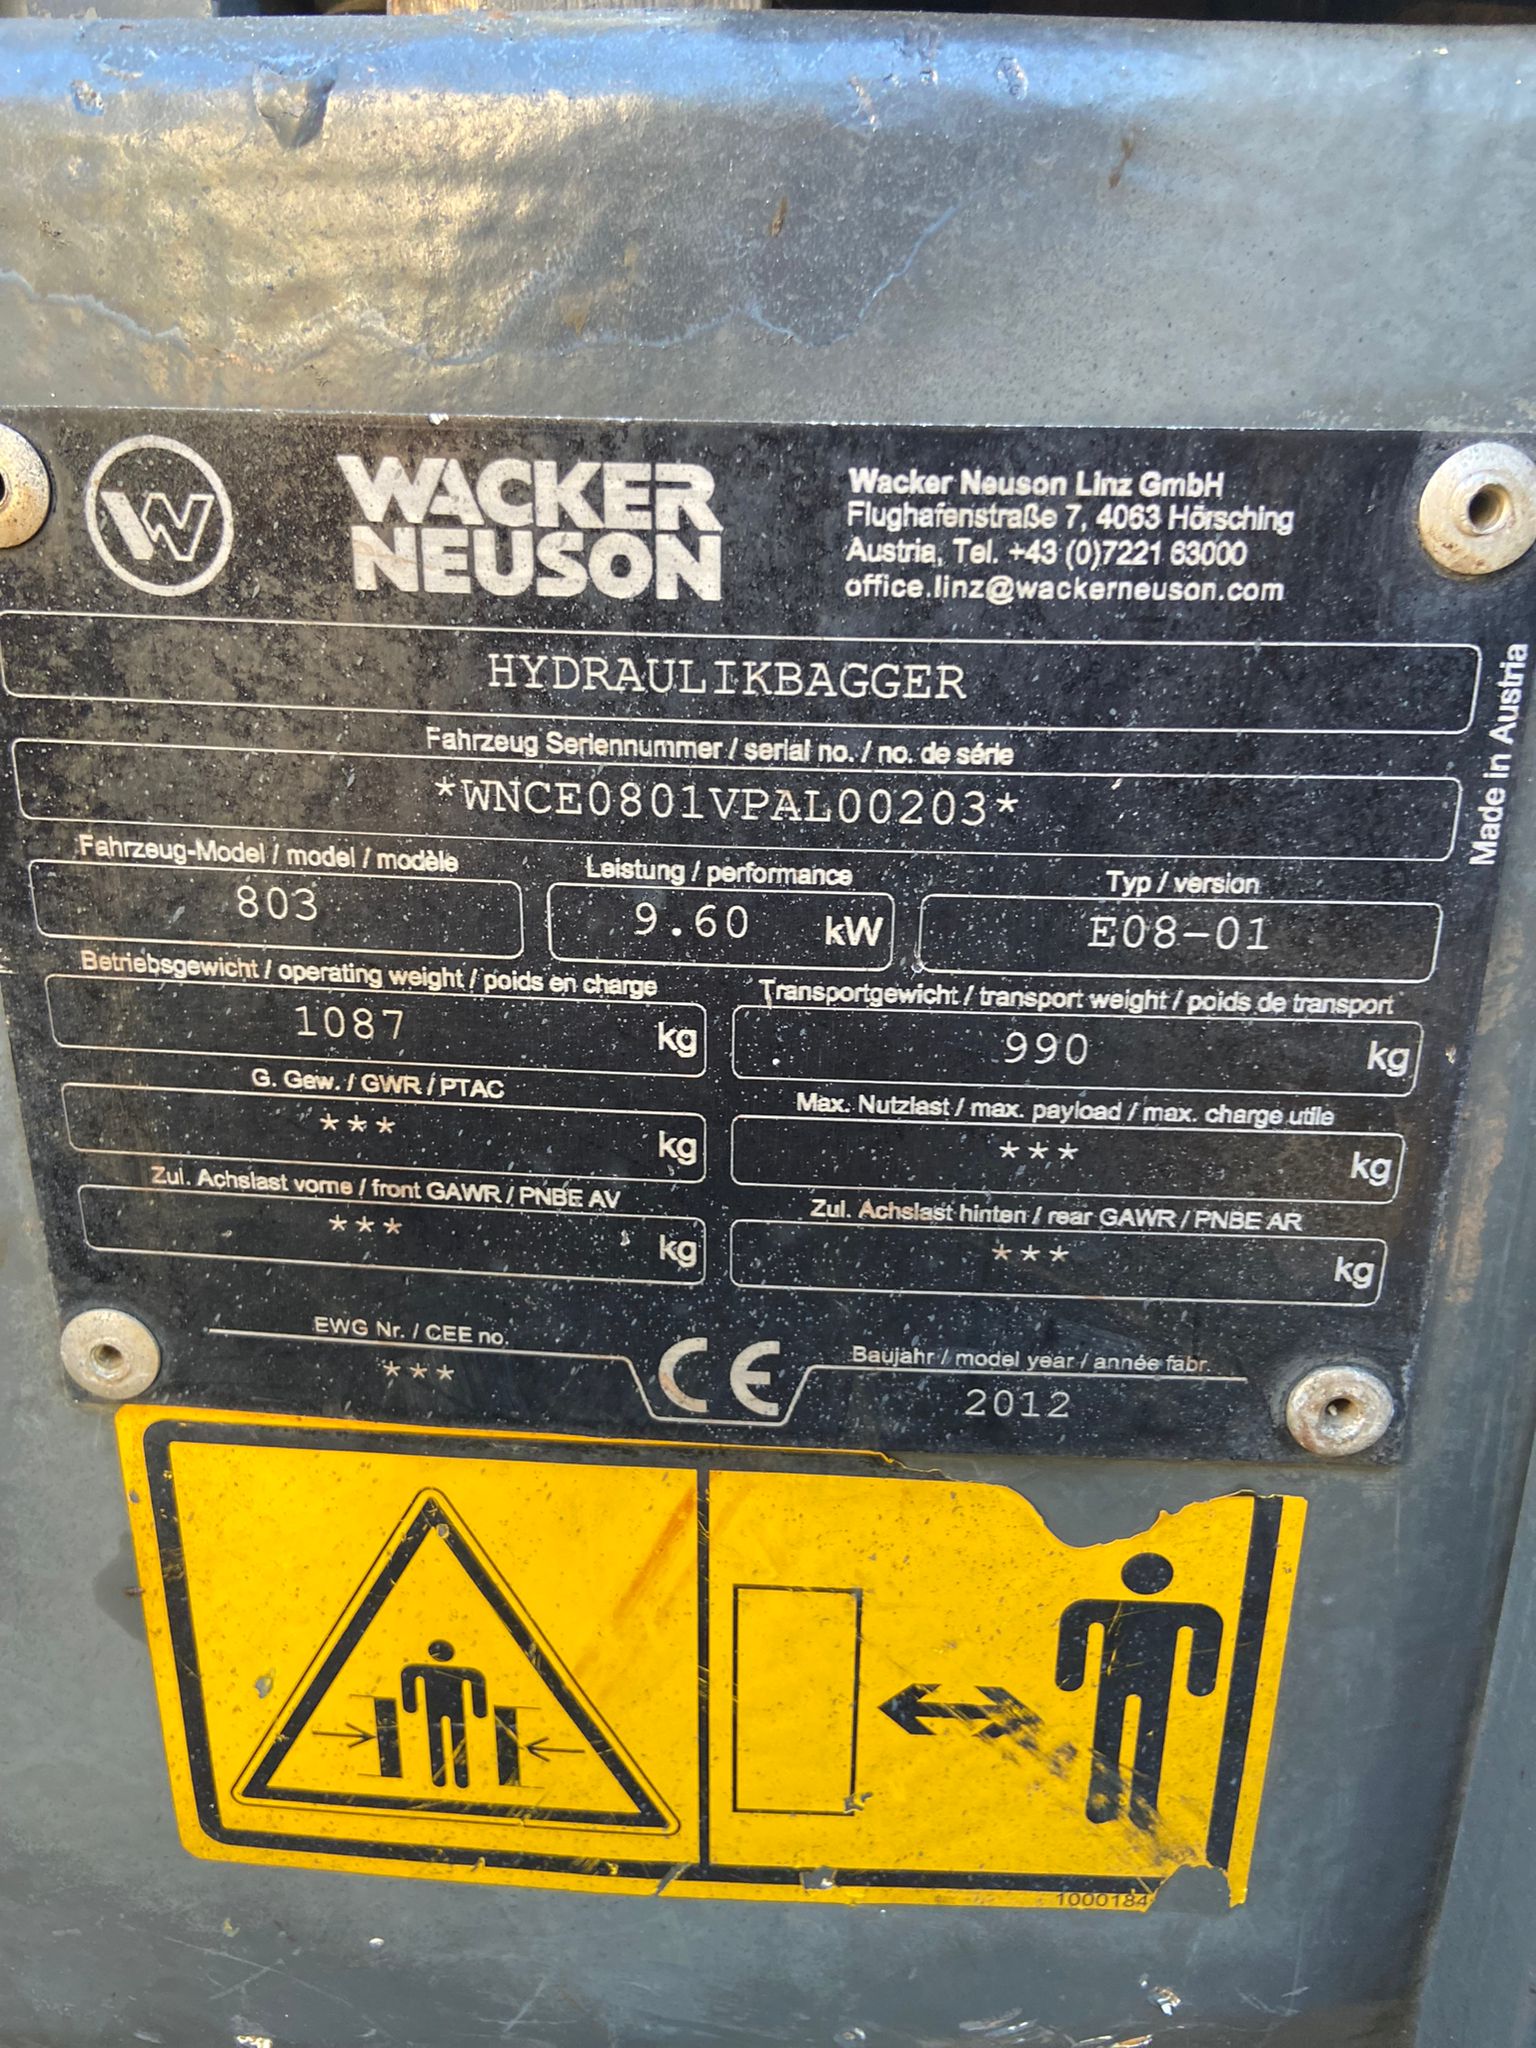 W
WACKER
NEUSON
Wacker Neuson Linz GmbH
Flughafenstraße 7, 4063 Hörsching
Austria, Tel. +43 (0)7221 63000
office.linz@wackerneuson.com
Made in Austria
HYDRAULIKBAGGER
Fahrzeug Seriennummer / serial no. / no. de série
*WNCE0801VPAL00203*
Fahrzeug-Model / model / modèle
803
Leistung / performance
9.60 kW
Typ / version
E08-01
Betriebsgewicht / operating weight / poids en charge
1087 kg
Transportgewicht / transport weight / poids de transport
990 kg
G. Gew. / GWR / PTAC
*** kg
Max. Nutzlast / max. payload / max. charge utile
*** kg
Zul. Achslast vorne / front GAWR / PNBE AV
*** kg
Zul. Achslast hinten / rear GAWR / PNBE AR
*** kg
EWG Nr. / CEE no.
***
CE
Baujahr / model year / année fabr.
2012